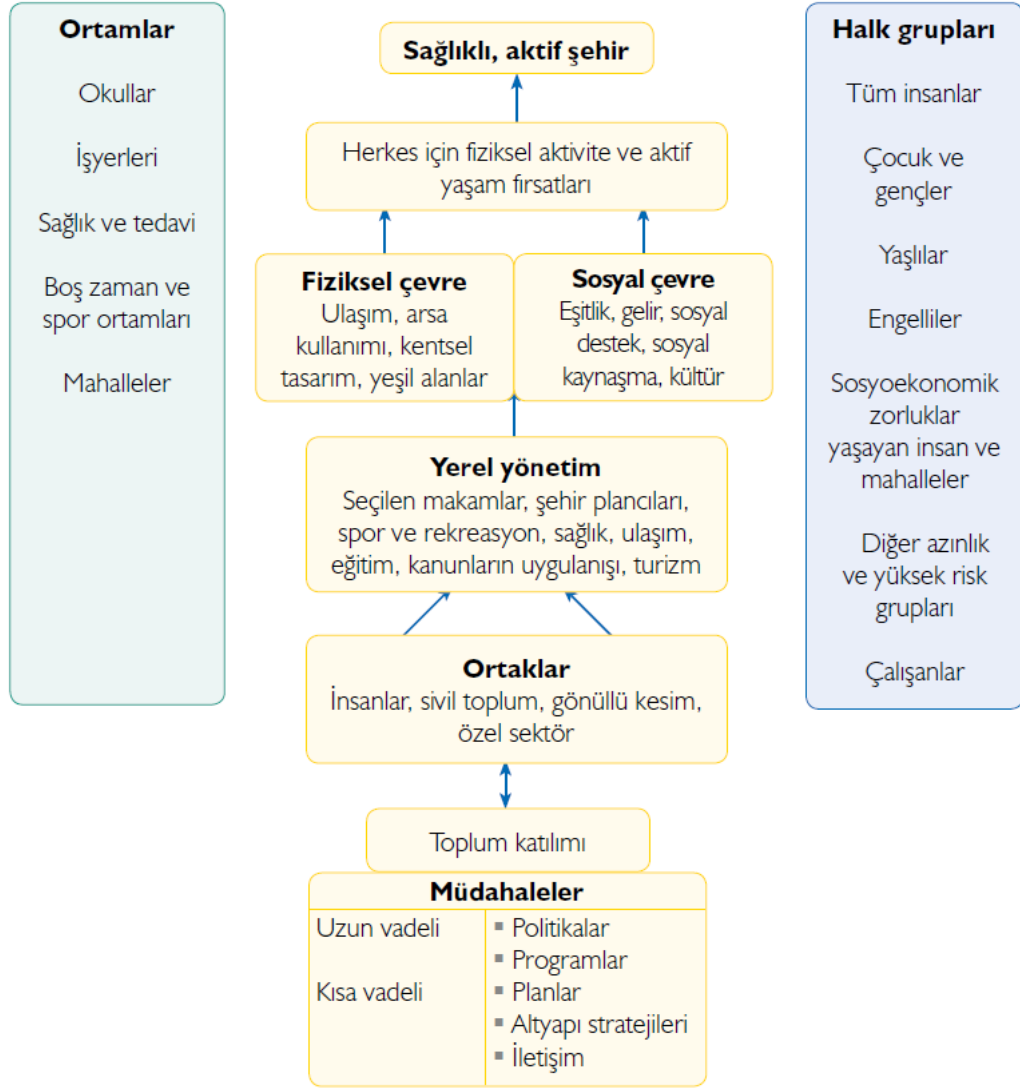 Ortamlar
Okullar
İşyerleri
Sağlık ve tedavi
Boş zaman ve
spor ortamları
Mahalleler
Sağlıklı, aktif şehir
Herkes için fiziksel aktivite ve aktif
yaşam fırsatları
Fiziksel çevre
Ulaşım, arsa
kullanımı, kentsel
tasarım, yeşil alanlar
Sosyal çevre
Eşitlik, gelir, sosyal
destek, sosyal
kaynaşma, kültür
Yerel yönetim
Seçilen makamlar, şehir plancıları,
spor ve rekreasyon, sağlık, ulaşım,
eğitim, kanunların uygulanışı, turizm
Ortaklar
İnsanlar, sivil toplum, gönüllü kesim,
özel sektör
Toplum katılımı
Müdahaleler
Uzun vadeli
Kısa vadeli
▪ Politikalar
▪ Programlar
▪ Planlar
▪ Altyapı stratejileri
▪ İletişim
Halk grupları
Tüm insanlar
Çocuk ve
gençler
Yaşlılar
Engelliler
Sosyoekonomik
zorluklar
yaşayan insan ve
mahalleler
Diğer azınlık
ve yüksek risk
grupları
Çalışanlar